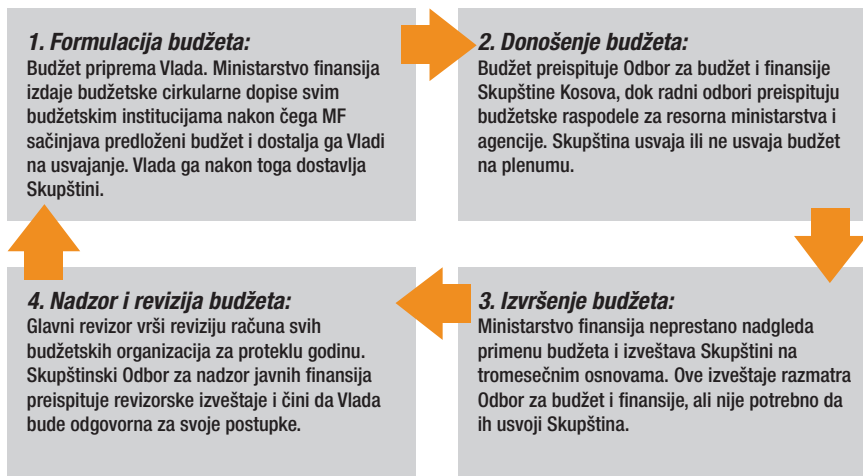 1. Formulacija budžeta:
Budžet priprema Vlada. Ministarstvo finansija
izdaje budžetske cirkularne dopise svim
budžetskim institucijama nakon čega MF
sačinjava predloženi budžet i dostalja ga Vladi
na usvajanje. Vlada ga nakon toga dostavlja
Skupštini.
2. Donošenje budžeta:
Budžet preispituje Odbor za budžet i finansije
Skupštine Kosova, dok radni odbori preispituju
budžetske raspodele za resorna ministarstva i
agencije. Skupština usvaja ili ne usvaja budžet
na plenumu.
3. Izvršenje budžeta:
Ministarstvo finansija neprestano nadgleda
primenu budžeta i izveštava Skupštini na
tromesečnim osnovama. Ove izveštaje razmatra
Odbor za budžet i finansije, ali nije potrebno da
ih usvoji Skupština.
4. Nadzor i revizija budžeta:
Glavni revizor vrši reviziju računa svih
budžetskih organizacija za proteklu godinu.
Skupštinski Odbor za nadzor javnih finansija
preispituje revizorske izveštaje i čini da Vlada
bude odgovorna za svoje postupke.